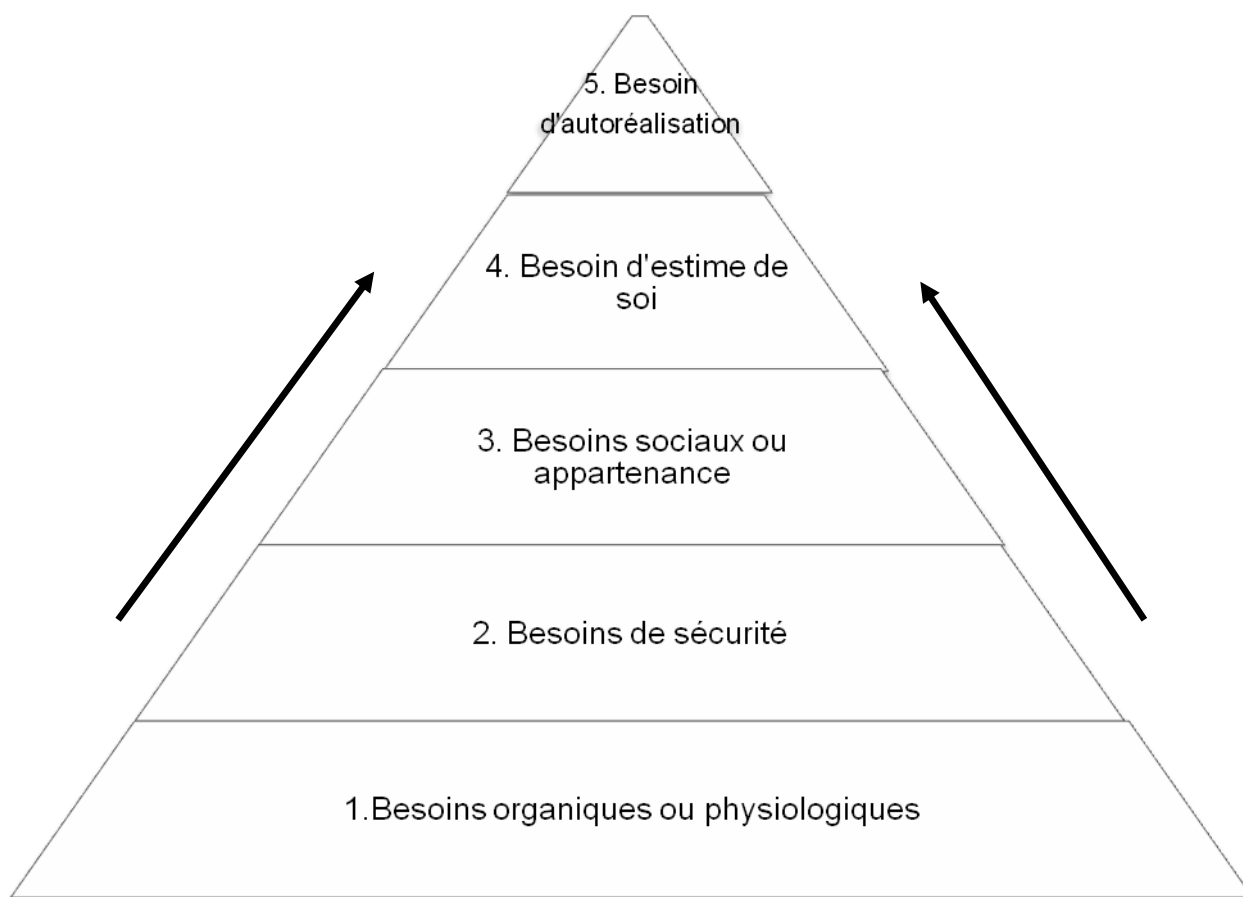 5. Besoin
d'autoréalisation
4. Besoin d'estime de
soi
3. Besoins sociaux ou
appartenance
2. Besoins de sécurité
1.Besoins organiques ou physiologiques